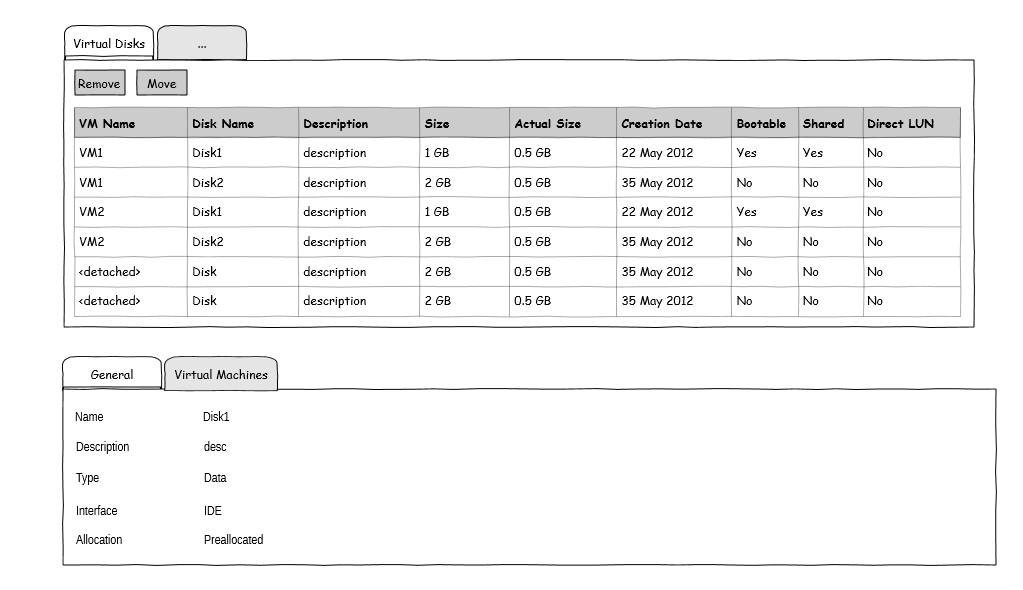 Virtual Disks ...
Remove Move
VM Name Disk Name Description Size Actual Size Creation Date Bootable Shared Direct LUN
VM1 Disk1 description 1 GB 0.5 GB 22 May 2012 Yes Yes No
VM1 Disk2 description 2 GB 0.5 GB 35 May 2012 No No No
VM2 Disk1 description 1 GB 0.5 GB 22 May 2012 Yes Yes No
VM2 Disk2 description 2 GB 0.5 GB 35 May 2012 No No No
<detached> Disk description 2 GB 0.5 GB 35 May 2012 No No No
<detached> Disk description 2 GB 0.5 GB 35 May 2012 No No No
General Virtual Machines
Name Disk1
Description desc
Type Data
Interface IDE
Allocation Preallocated